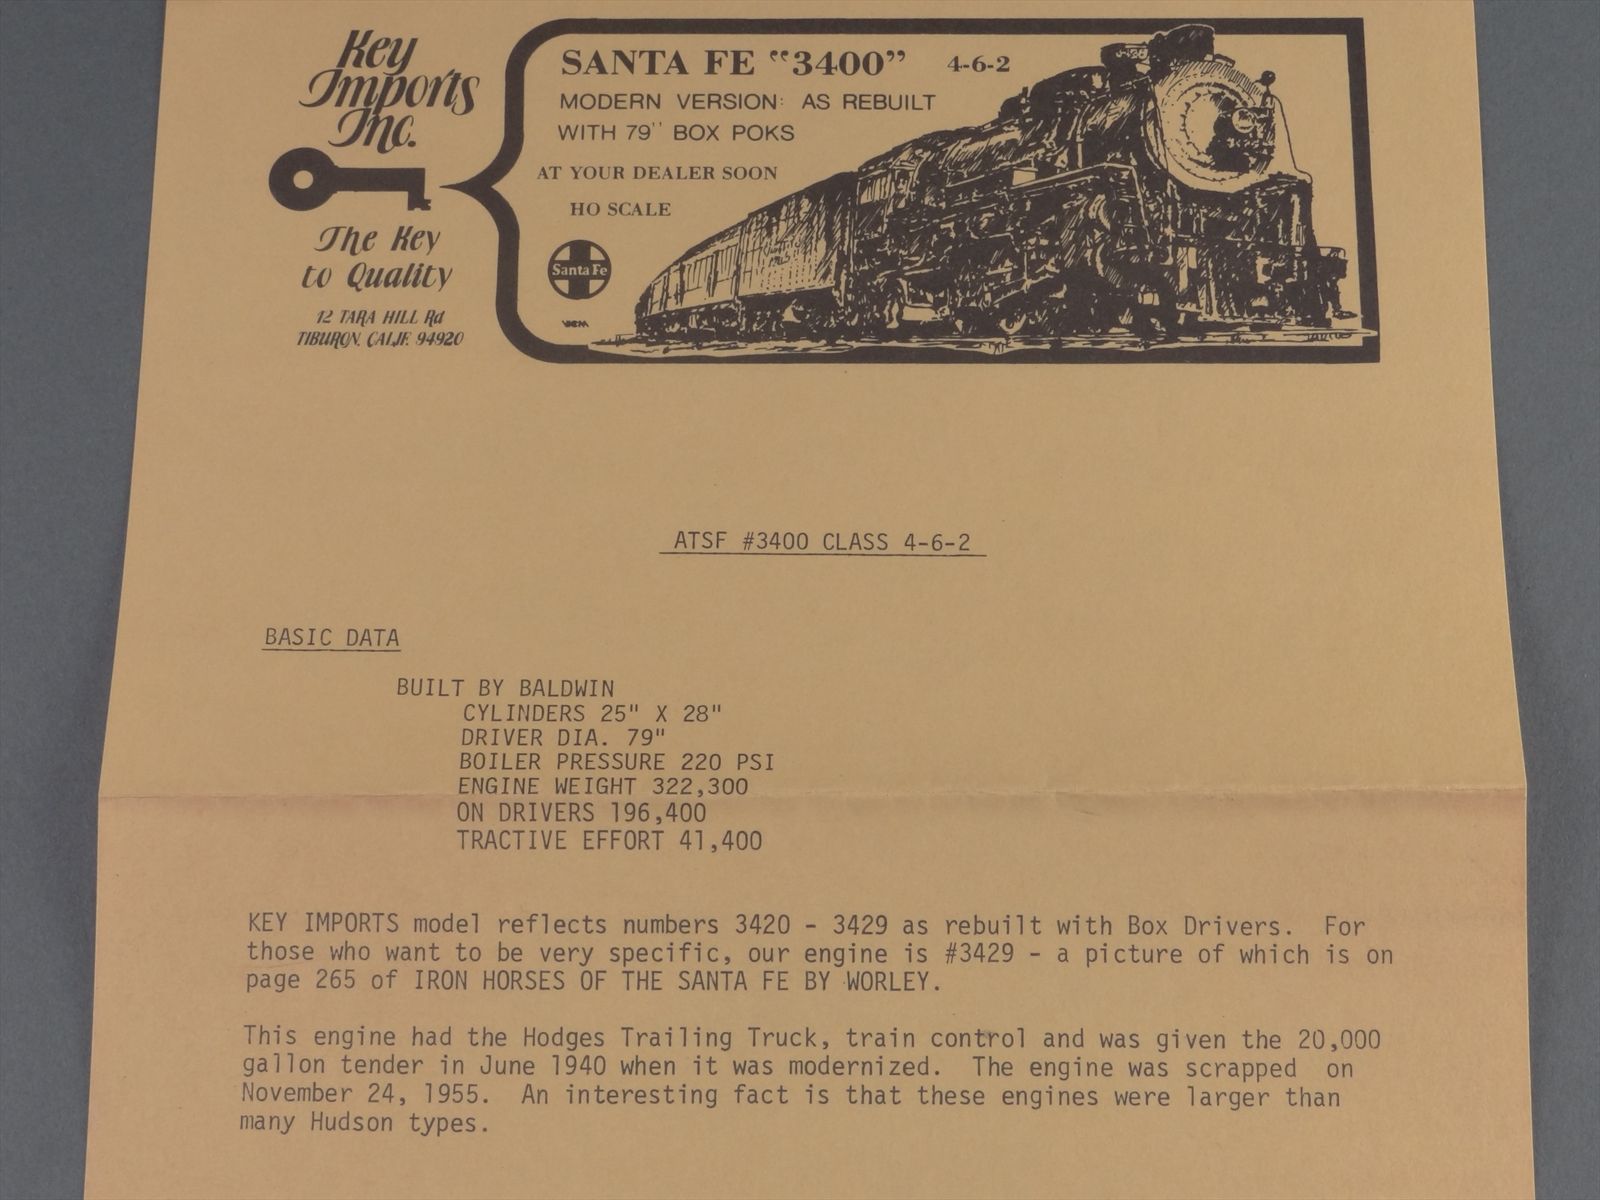 Key
Imports
Inc.
The Key
to Quality
12 TARA HILL Rd
TIBURON, CALIF. 94920
SANTA FE "3400" 4-6-2
MODERN VERSION: AS REBUILT
WITH 79'' BOX POKS
AT YOUR DEALER SOON
HO SCALE
Santa Fe
ATSF #3400 CLASS 4-6-2
BASIC DATA
BUILT BY BALDWIN
CYLINDERS 25" X 28"
DRIVER DIA. 79"
BOILER PRESSURE 220 PSI
ENGINE WEIGHT 322,300
ON DRIVERS 196,400
TRACTIVE EFFORT 41,400
KEY IMPORTS model reflects numbers 3420 - 3429 as rebuilt with Box Drivers. For
those who want to be very specific, our engine is #3429 - a picture of which is on
page 265 of IRON HORSES OF THE SANTA FE BY WORLEY.
This engine had the Hodges Trailing Truck, train control and was given the 20,000
gallon tender in June 1940 when it was modernized. The engine was scrapped on
November 24, 1955. An interesting fact is that these engines were larger than
many Hudson types.